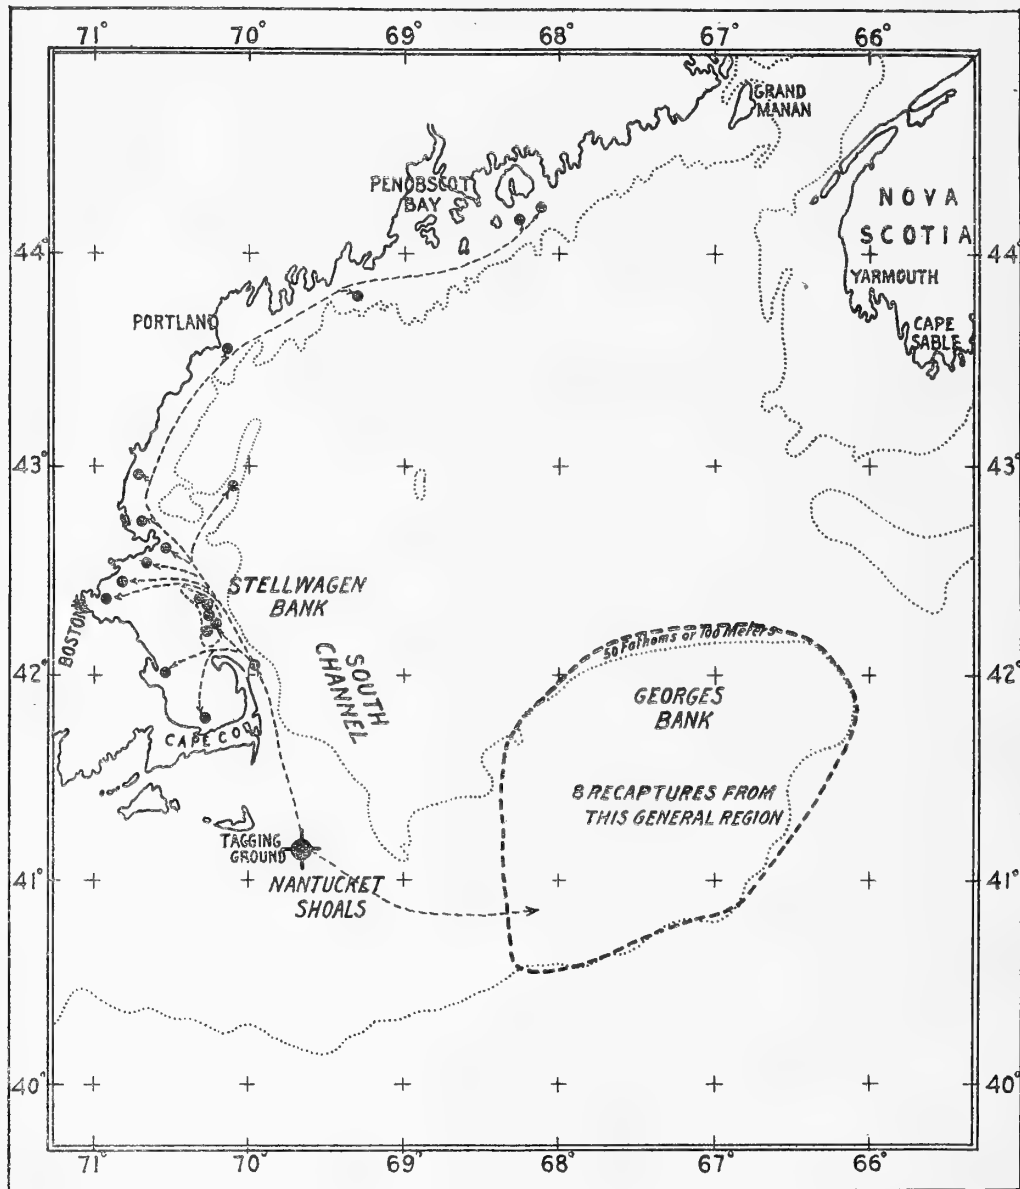 71° 70° 69° 68° 67° 66°
GRAND
MANAN
PENOBSCOT
BAY
NOVA
SCOTIA
44° 44°
YARMOUTH
PORTLAND
CAPE
SABLE
43° 43°
STELLWAGEN
BANK
BOSTON
50 Fathoms or 100 Meters
SOUTH
CHANNEL
42° 42°
GEORGES
BANK
CAPE CO
8 RECAPTURES FROM
THIS GENERAL REGION
TAGGING
GROUND
41° 41°
NANTUCKET
SHOALS
40° 40°
71° 70° 69° 68° 67° 66°